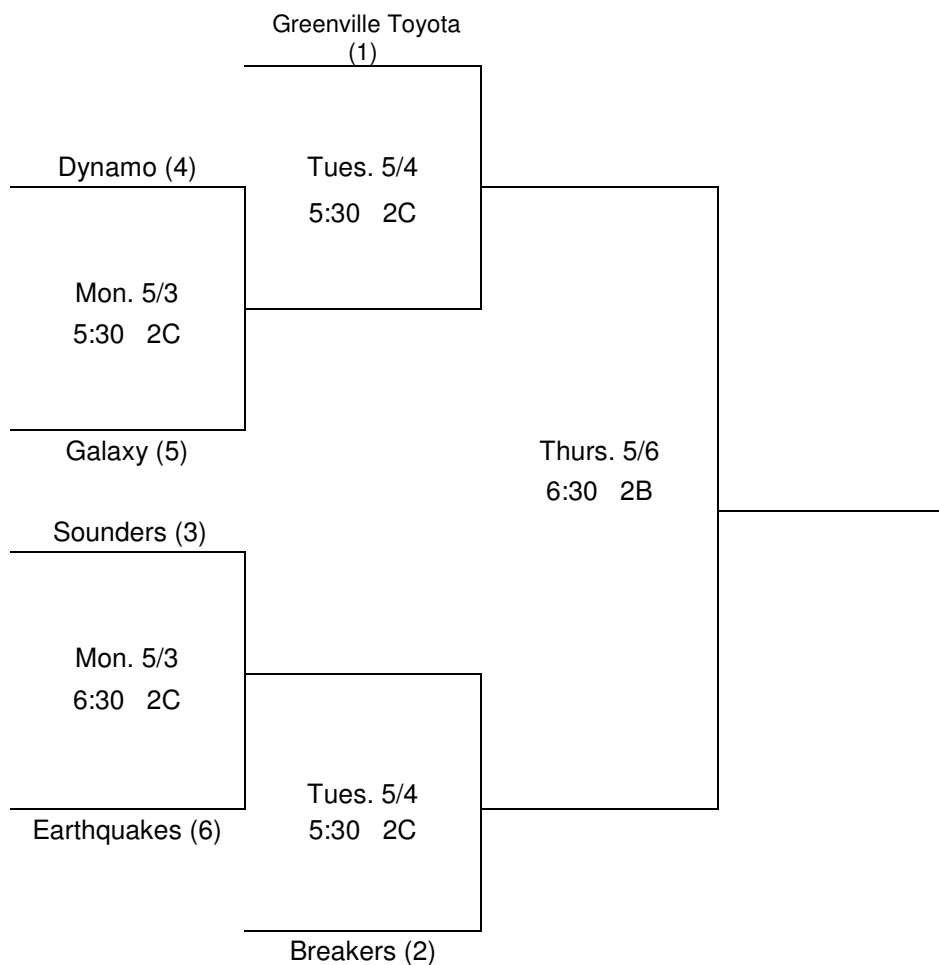 Greenville Toyota
(1)
Dynamo (4)
Tues. 5/4
5:30 2C
Mon. 5/3
5:30 2C
Galaxy (5)
Thurs. 5/6
6:30 2B
Sounders (3)
Mon. 5/3
6:30 2C
Tues. 5/4
5:30 2C
Earthquakes (6)
Breakers (2)